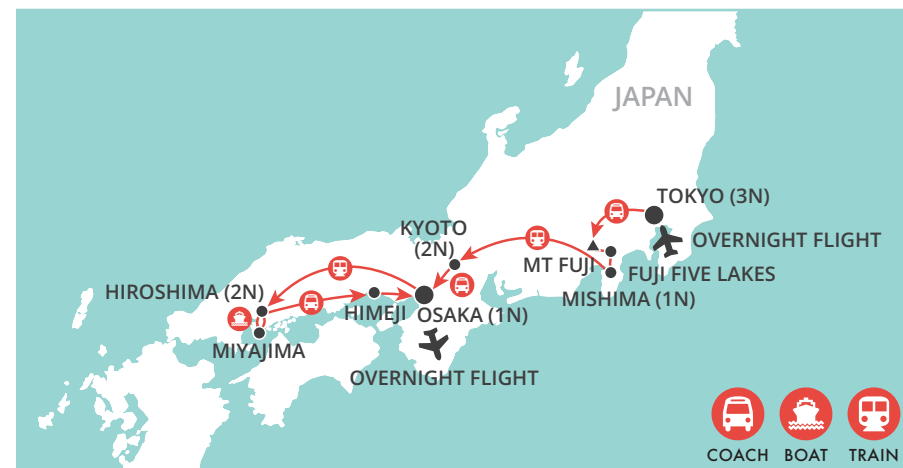 JAPAN
TOKYO (3N)
OVERNIGHT FLIGHT
KYOTO
(2N)
MT FUJI
FUJI FIVE LAKES
MISHIMA (1N)
HIROSHIMA (2N)
HIMEJI
OSAKA (1N)
MIYAJIMA
OVERNIGHT FLIGHT
COACH
BOAT
TRAIN